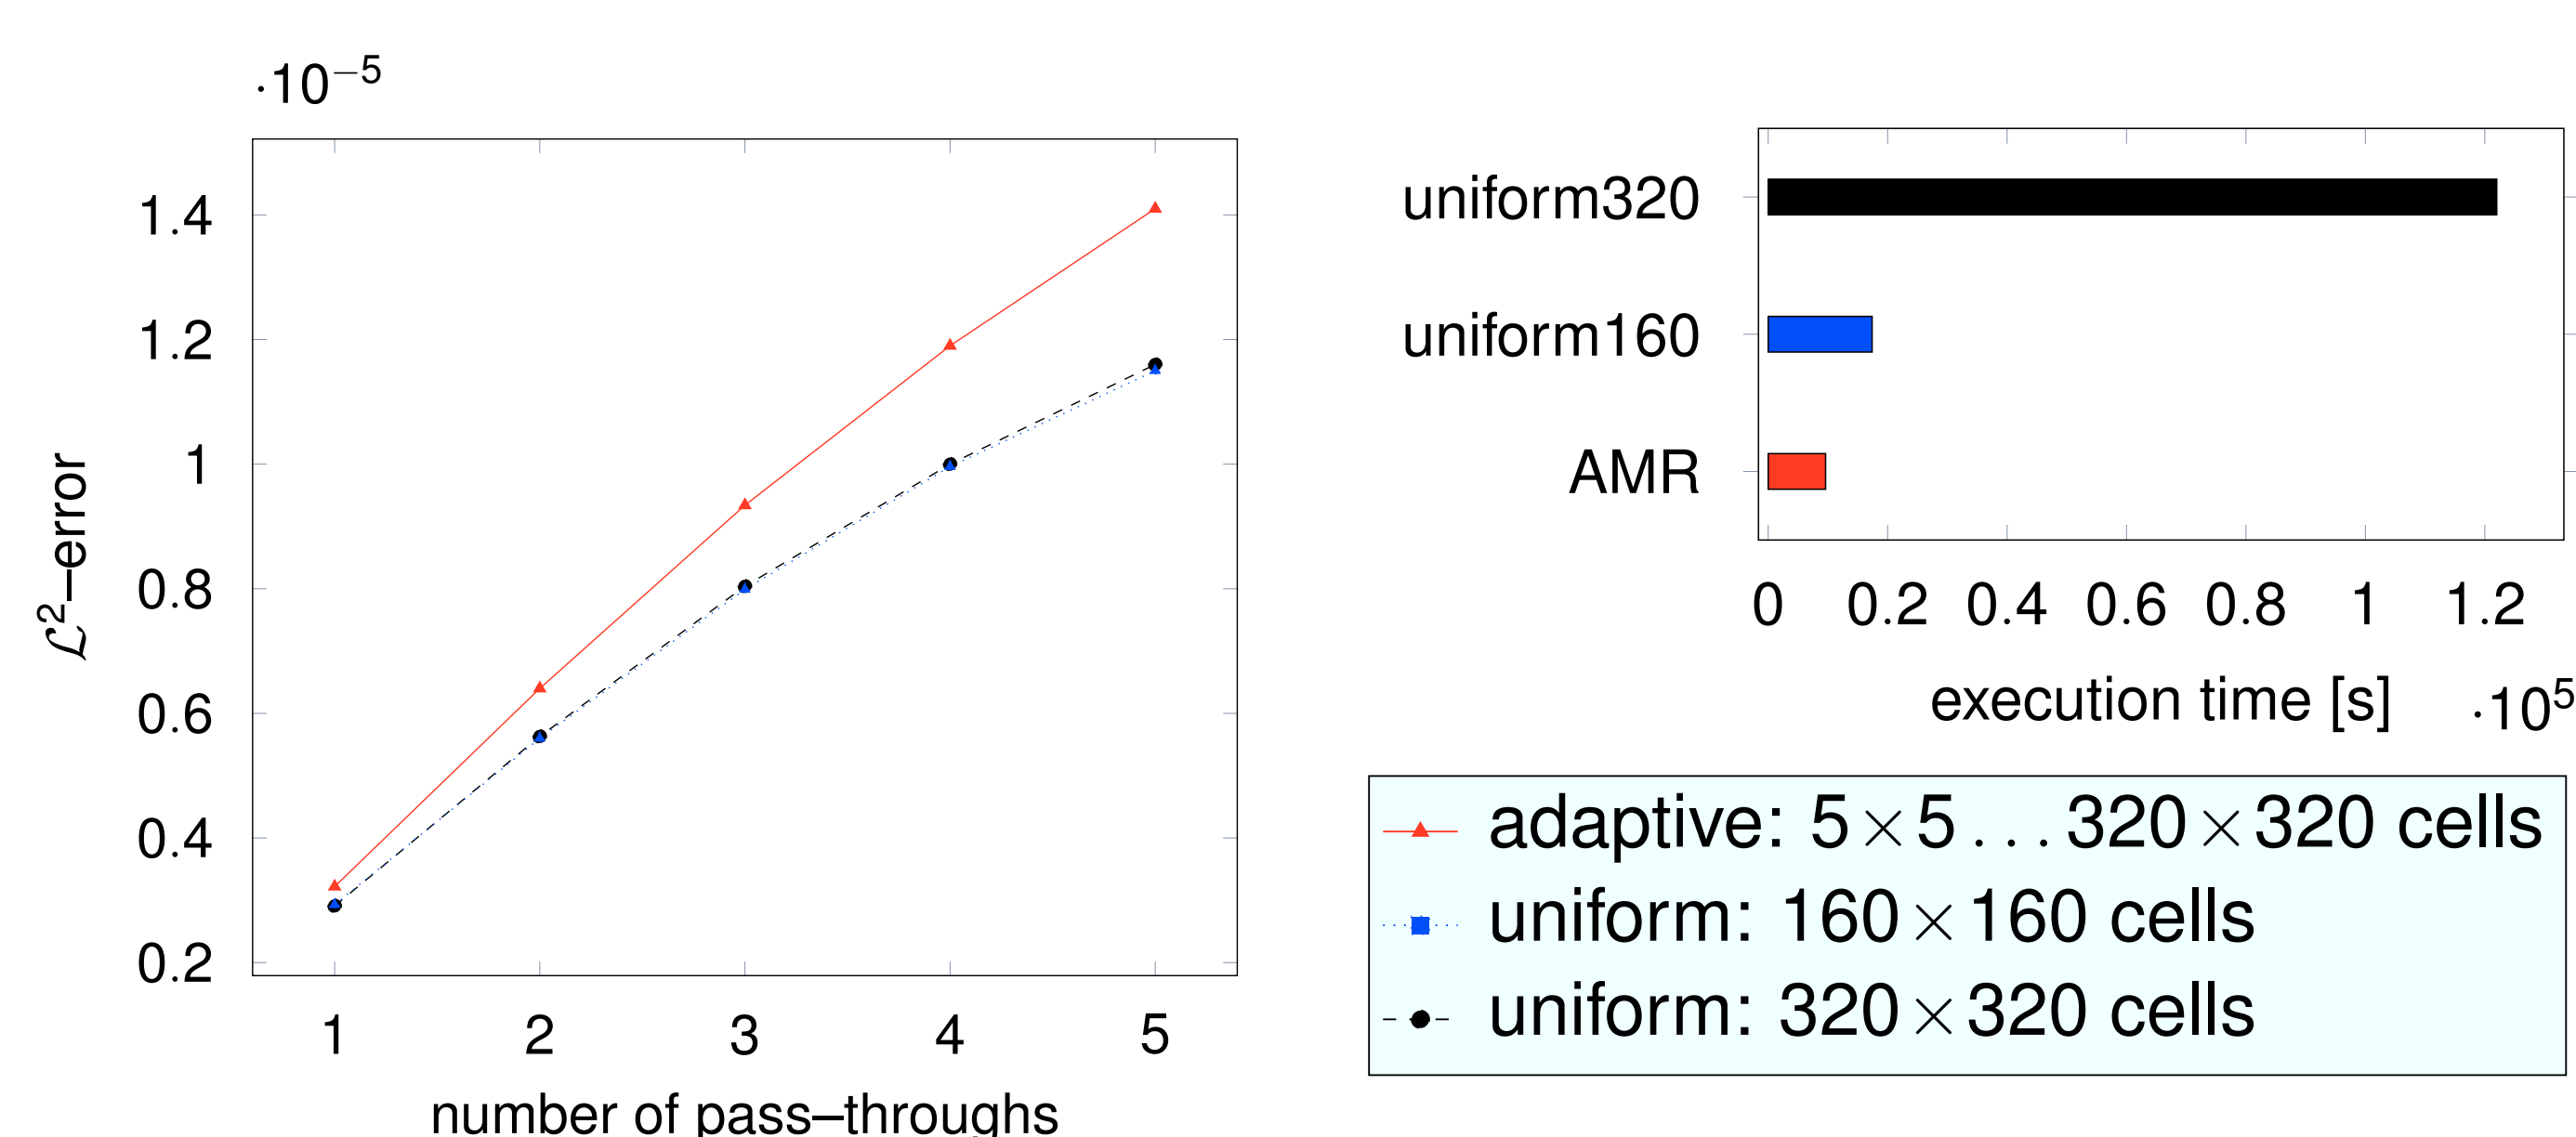 ·10⁻⁵
1.4
1.2
1
0.8
0.6
0.4
0.2
ℒ²–error
1 2 3 4 5
number of pass–throughs
uniform320
uniform160
AMR
0 0.2 0.4 0.6 0.8 1 1.2
execution time [s] ·10⁵
adaptive: 5×5...320×320 cells
uniform: 160×160 cells
uniform: 320×320 cells